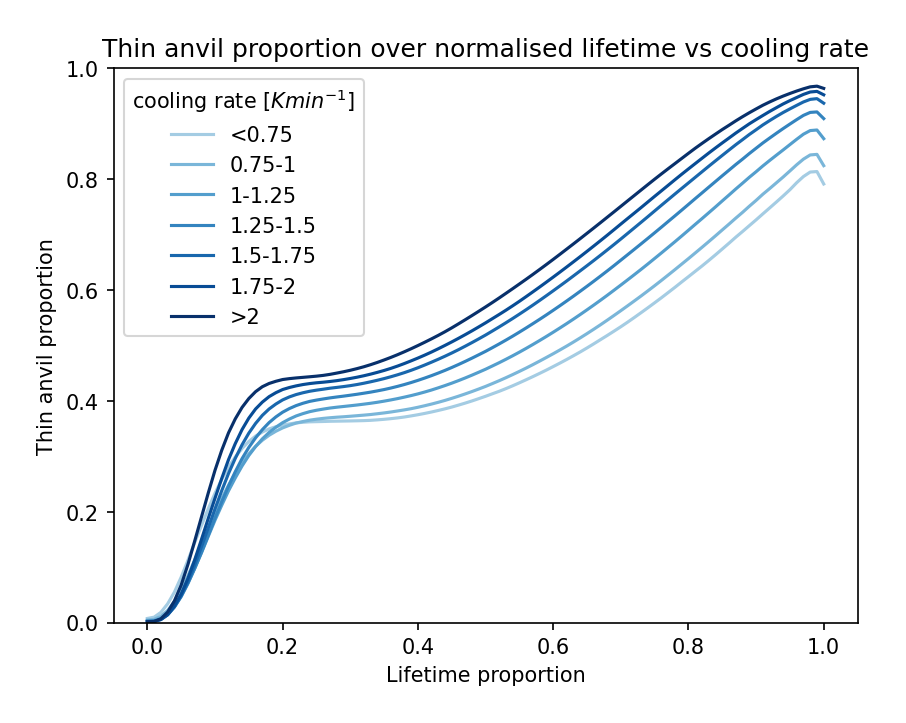 Thin anvil proportion over normalised lifetime vs cooling rate
1.0
0.8
0.6
0.4
0.2
0.0
Thin anvil proportion
cooling rate [Kmin⁻¹]
<0.75
0.75-1
1-1.25
1.25-1.5
1.5-1.75
1.75-2
>2
0.0 0.2 0.4 0.6 0.8 1.0
Lifetime proportion